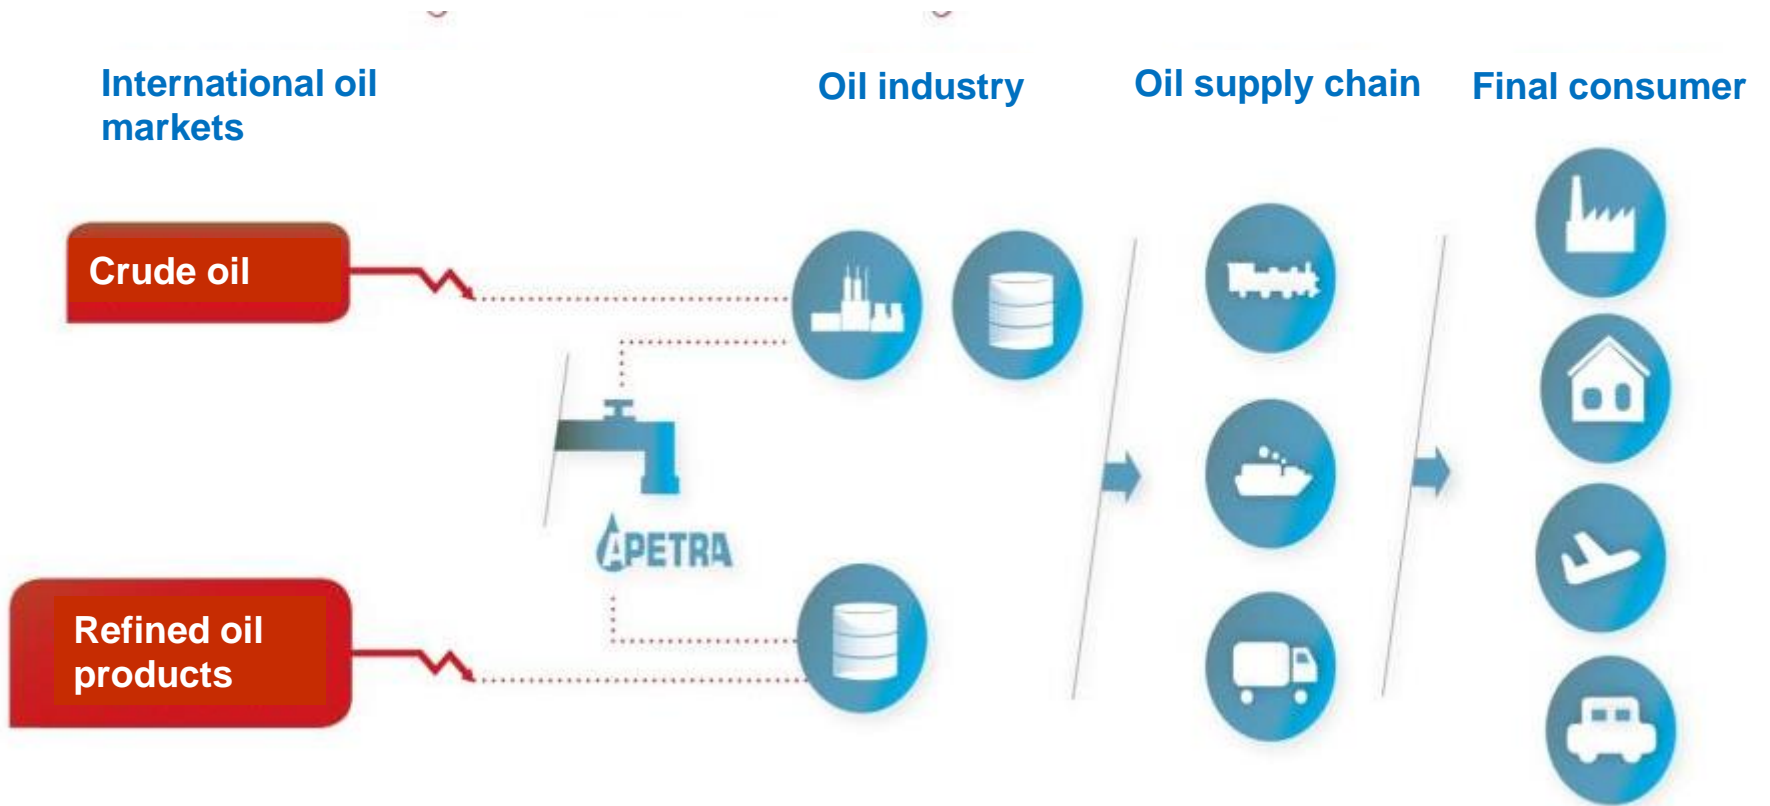 International oil
markets
Oil industry
Oil supply chain
Final consumer
Crude oil
APETRA
Refined oil
products